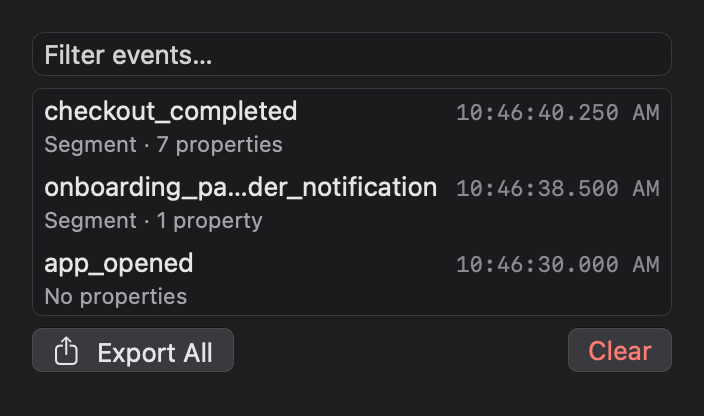 Filter events...
checkout_completed 10:46:40.250 AM
Segment · 7 properties
onboarding_pa...der_notification 10:46:38.500 AM
Segment · 1 property
app_opened 10:46:30.000 AM
No properties
Export All Clear